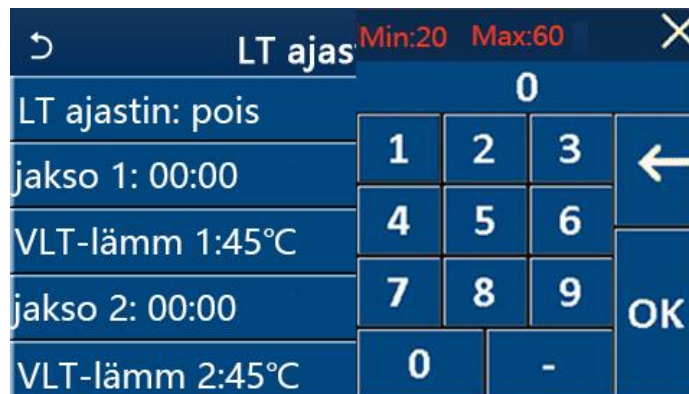 LT ajas
LT ajastin: pois
jakso 1: 00:00
VLT-lämm 1:45°C
jakso 2: 00:00
VLT-lämm 2:45°C
Min:20 Max:60
0
1 2 3
4 5 6
7 8 9
0 -
OK